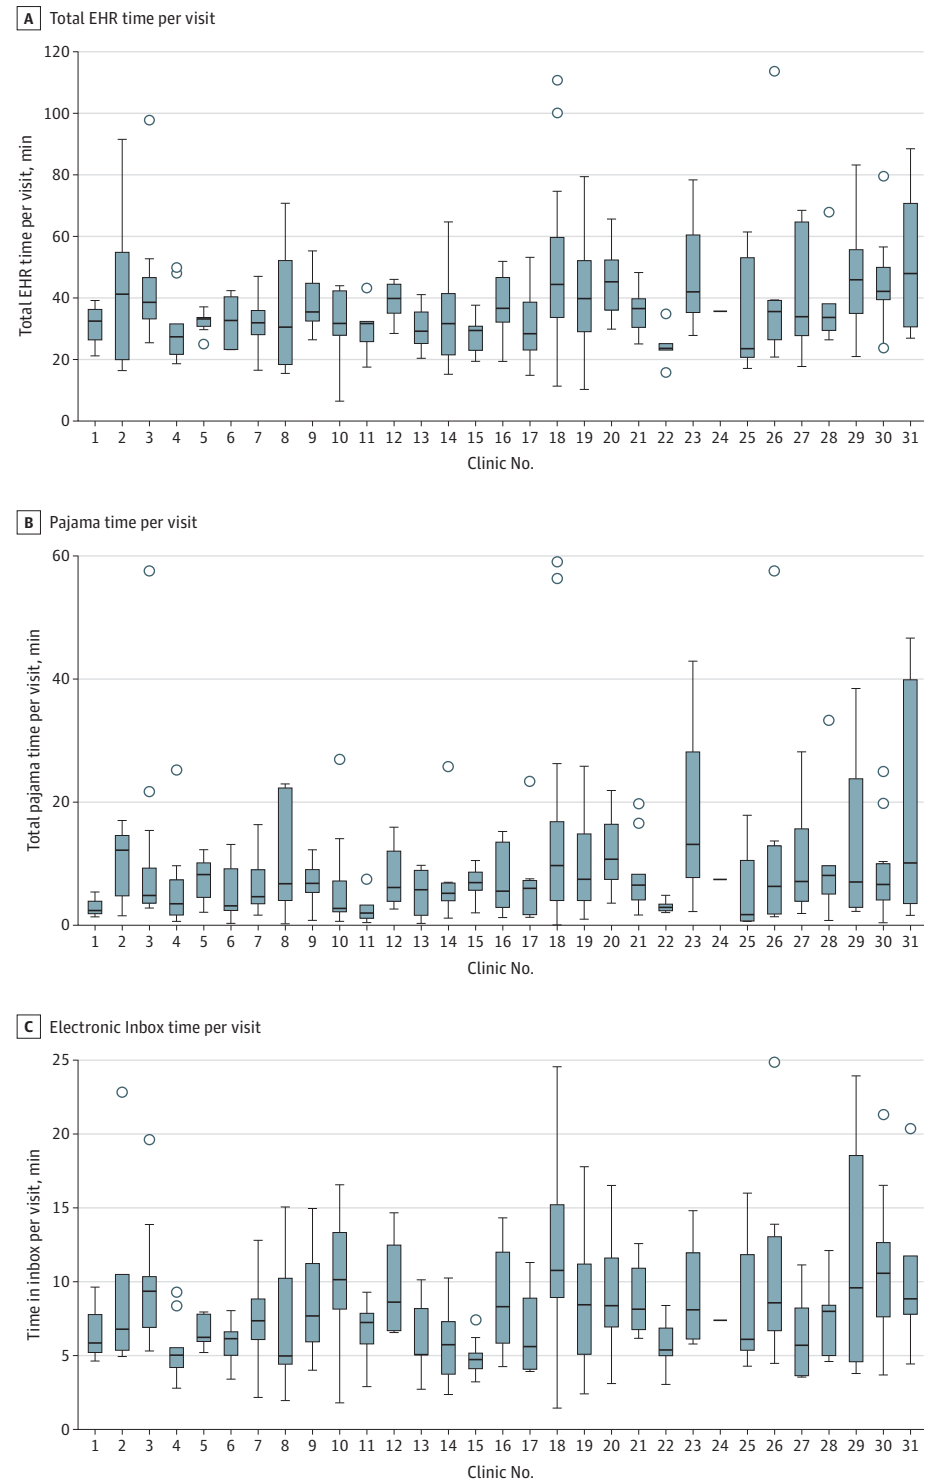 A Total EHR time per visit
120
100
80
60
40
20
0
Total EHR time per visit, min
1 2 3 4 5 6 7 8 9 10 11 12 13 14 15 16 17 18 19 20 21 22 23 24 25 26 27 28 29 30 31
Clinic No.
B Pajama time per visit
60
40
20
0
Total pajama time per visit, min
1 2 3 4 5 6 7 8 9 10 11 12 13 14 15 16 17 18 19 20 21 22 23 24 25 26 27 28 29 30 31
Clinic No.
C Electronic Inbox time per visit
25
20
15
10
5
0
Time in inbox per visit, min
1 2 3 4 5 6 7 8 9 10 11 12 13 14 15 16 17 18 19 20 21 22 23 24 25 26 27 28 29 30 31
Clinic No.